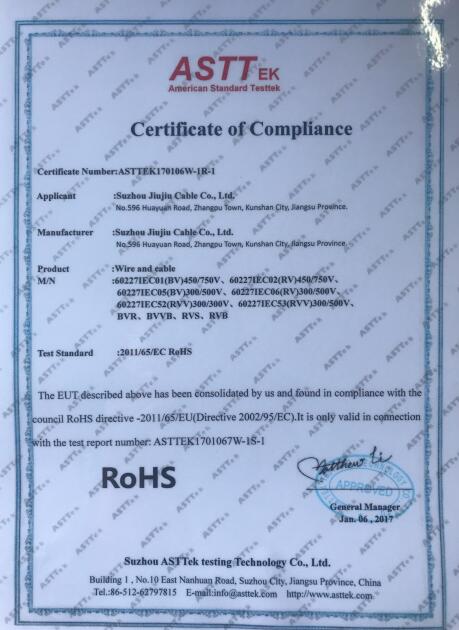 ASTTEK
American Standard Testtek
Certificate of Compliance
Certificate Number:ASTTEK170106W-1R-1
Applicant :Suzhou Jiujiu Cable Co., Ltd.
No.596 Huayuan Road, Zhangpu Town, Kunshan City, Jiangsu Province.
Manufacturer :Suzhou Jiujiu Cable Co., Ltd.
No.596 Huayuan Road, Zhangpu Town, Kunshan City, Jiangsu Province.
Product :Wire and cable
M/N :60227IEC01(BV)450/750V、60227IEC02(RV)450/750V、
60227IEC05(BV)300/500V、60227IEC06(RV)300/500V、
60227IEC52(RVV)300/300V、60227IEC53(RVV)300/500V、
BVR、BVVB、RVS、RVB
Test Standard :2011/65/EC RoHS
The EUT described above has been consolidated by us and found in compliance with the
council RoHS directive -2011/65/EU(Directive 2002/95/EC).It is only valid in connection
with the test report number: ASTTEK1701067W-1S-1
RoHS
Matthew Li
APPROVED
General Manager
Jan. 06 , 2017
Suzhou ASTTek testing Technology Co., Ltd.
Building 1 , No.10 East Nanhuan Road, Suzhou City, Jiangsu Province, China
Tel.:86-512-62797815 E-mail:info@asttek.com http://www.asttek.com